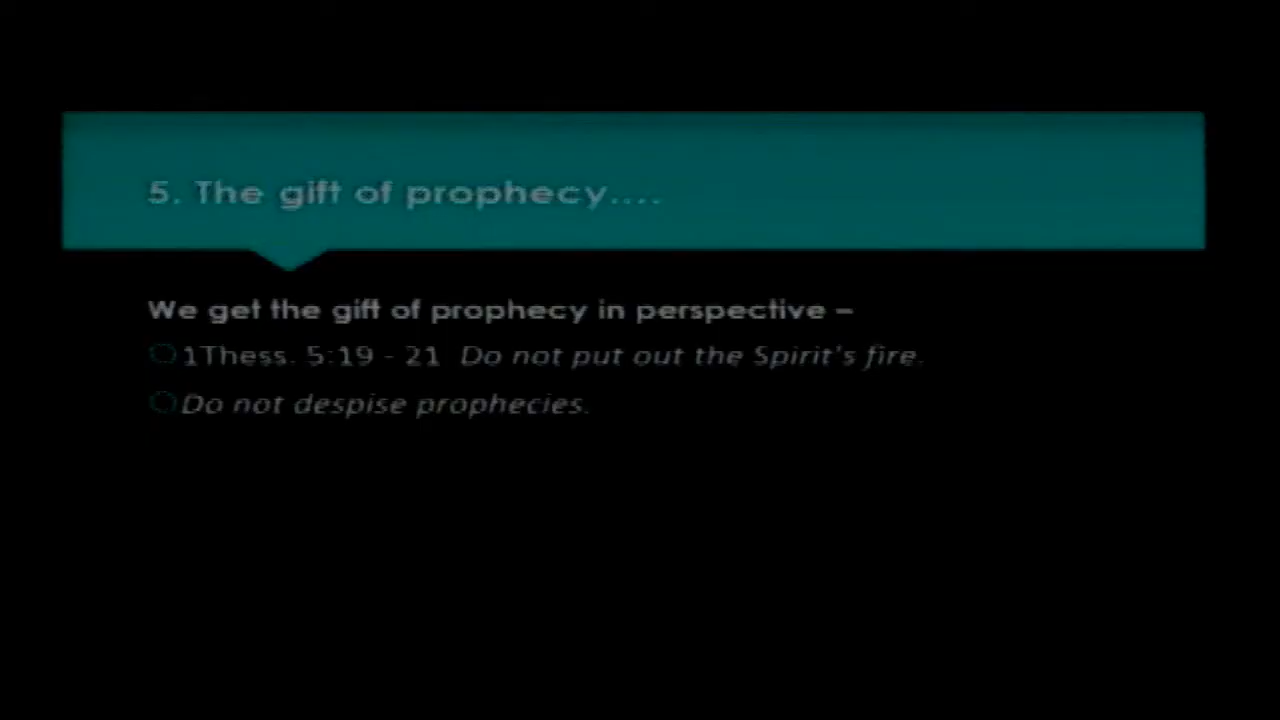 5. The gift of prophecy....
We get the gift of prophecy in perspective –
1Thess. 5:19 - 21 Do not put out the Spirit's fire.
Do not despise prophecies.